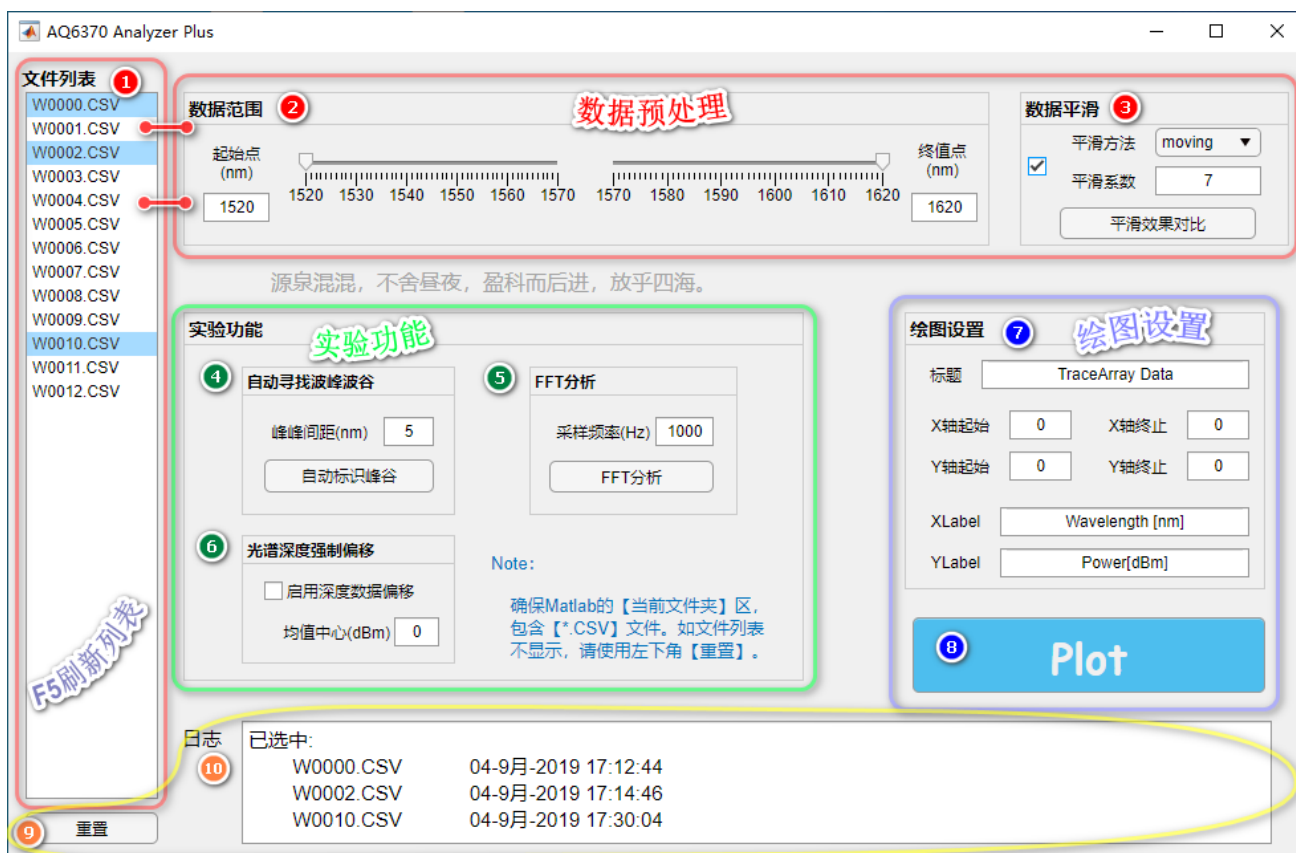 AQ6370 Analyzer Plus
文件列表 1
W0000.CSV
W0001.CSV
W0002.CSV
W0003.CSV
W0004.CSV
W0005.CSV
W0006.CSV
W0007.CSV
W0008.CSV
W0009.CSV
W0010.CSV
W0011.CSV
W0012.CSV
F5刷新列表
数据预处理
数据范围 2
起始点
(nm)
1520
1520 1530 1540 1550 1560 1570
1570 1580 1590 1600 1610 1620
终值点
(nm)
1620
数据平滑 3
平滑方法 moving
平滑系数 7
平滑效果对比
源泉混混，不舍昼夜，盈科而后进，放乎四海。
实验功能
实验功能
4
自动寻找波峰波谷
峰峰间距(nm) 5
自动标识峰谷
5
FFT分析
采样频率(Hz) 1000
FFT分析
6
光谱深度强制偏移
启用深度数据偏移
均值中心(dBm) 0
Note:
确保Matlab的【当前文件夹】区，
包含【*.CSV】文件。如文件列表
不显示，请使用左下角【重置】。
绘图设置 7
绘图设置
标题 TraceArray Data
X轴起始 0 X轴终止 0
Y轴起始 0 Y轴终止 0
XLabel Wavelength [nm]
YLabel Power[dBm]
8 Plot
9 重置
日志
10
已选中:
W0000.CSV 04-9月-2019 17:12:44
W0002.CSV 04-9月-2019 17:14:46
W0010.CSV 04-9月-2019 17:30:04